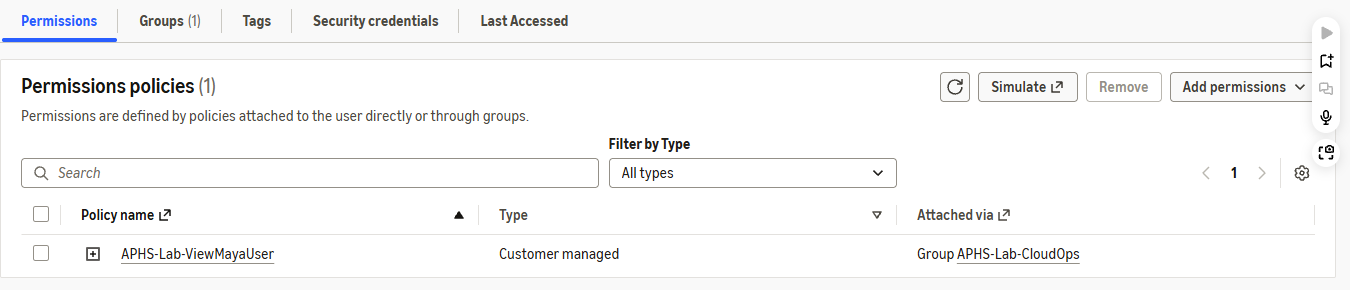 Permissions Groups (1) Tags Security credentials Last Accessed
Permissions policies (1) Simulate Remove Add permissions
Permissions are defined by policies attached to the user directly or through groups.
Filter by Type
Search All types 1
Policy name Type Attached via
APHS-Lab-ViewMayaUser Customer managed Group APHS-Lab-CloudOps